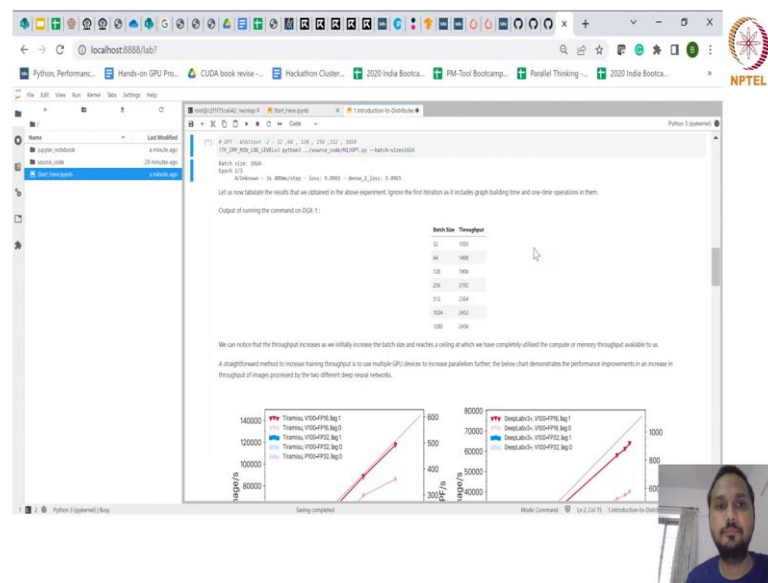 localhost:8888/lab?
NPTEL
Python, Performanc...
Hands-on GPU Pro...
CUDA book revise -...
Hackathon Cluster...
2020 India Bootca...
PM-Tool Bootcamp...
Parallel Thinking -...
2020 India Bootca...
»
File Edit View Run Kernel Tabs Settings Help
Start_Here.ipynb
1.Introduction-to-Distribute
Code
Python 3 (ipykernel)
Name
Last Modified
jupyter_notebook
a minute ago
source_code
29 minutes ago
Start_Here.ipynb
a minute ago
[*]:
Batch size: 1024
Epoch 1/3
Let us now tabulate the results that we obtained in the above experiment. Ignore the first iteration as it includes graph building time and one-time operations in them.
Output of running the command on DGX-1 :
Batch Size Throughput
32
64 1408
128 1906
256 2192
512 2364
1024 2452
1280 2456
We can notice that the throughput increases as we initially increase the batch size and reaches a ceiling at which we have completely utilised the compute or memory throughput available to us.
A straightforward method to increase training throughput is to use multiple GPU devices to increase parallelism further, the below chart demonstrates the performance improvements in an increase in
throughput of images processed by the two different deep neural networks.
140000
120000
100000
80000
Tiramisu, V100+FP16, lag 1
Tiramisu, V100+FP16, lag 0
Tiramisu, V100+FP32, lag 1
Tiramisu, V100+FP32, lag 0
Tiramisu, P100+FP32, lag 0
600
500
400
300
80000
70000
60000
50000
40000
DeepLabv3+, V100+FP16, lag 1
DeepLabv3+, V100+FP16, lag 0
DeepLabv3+, V100+FP32, lag 1
DeepLabv3+, V100+FP32, lag 0
1000
800
Python 3 (ipykernel) | Busy
Saving completed
Mode: Command
Ln 2, Col 75